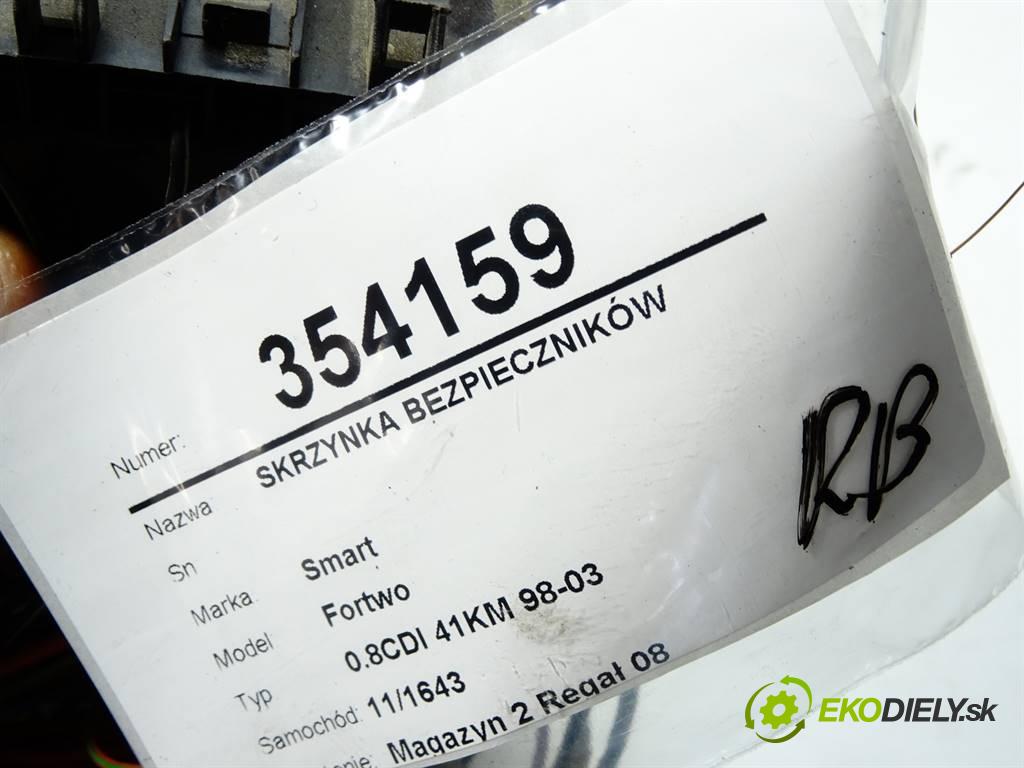 Numer: 354159
Nazwa SKRZYNKA BEZPIECZNIKÓW
Sn
Marka Smart
Model Fortwo
Typ 0.8CDI 41KM 98-03
Samochód: 11/1643
Magazyn 2 Regał 08
RB
EKODIELY.sk